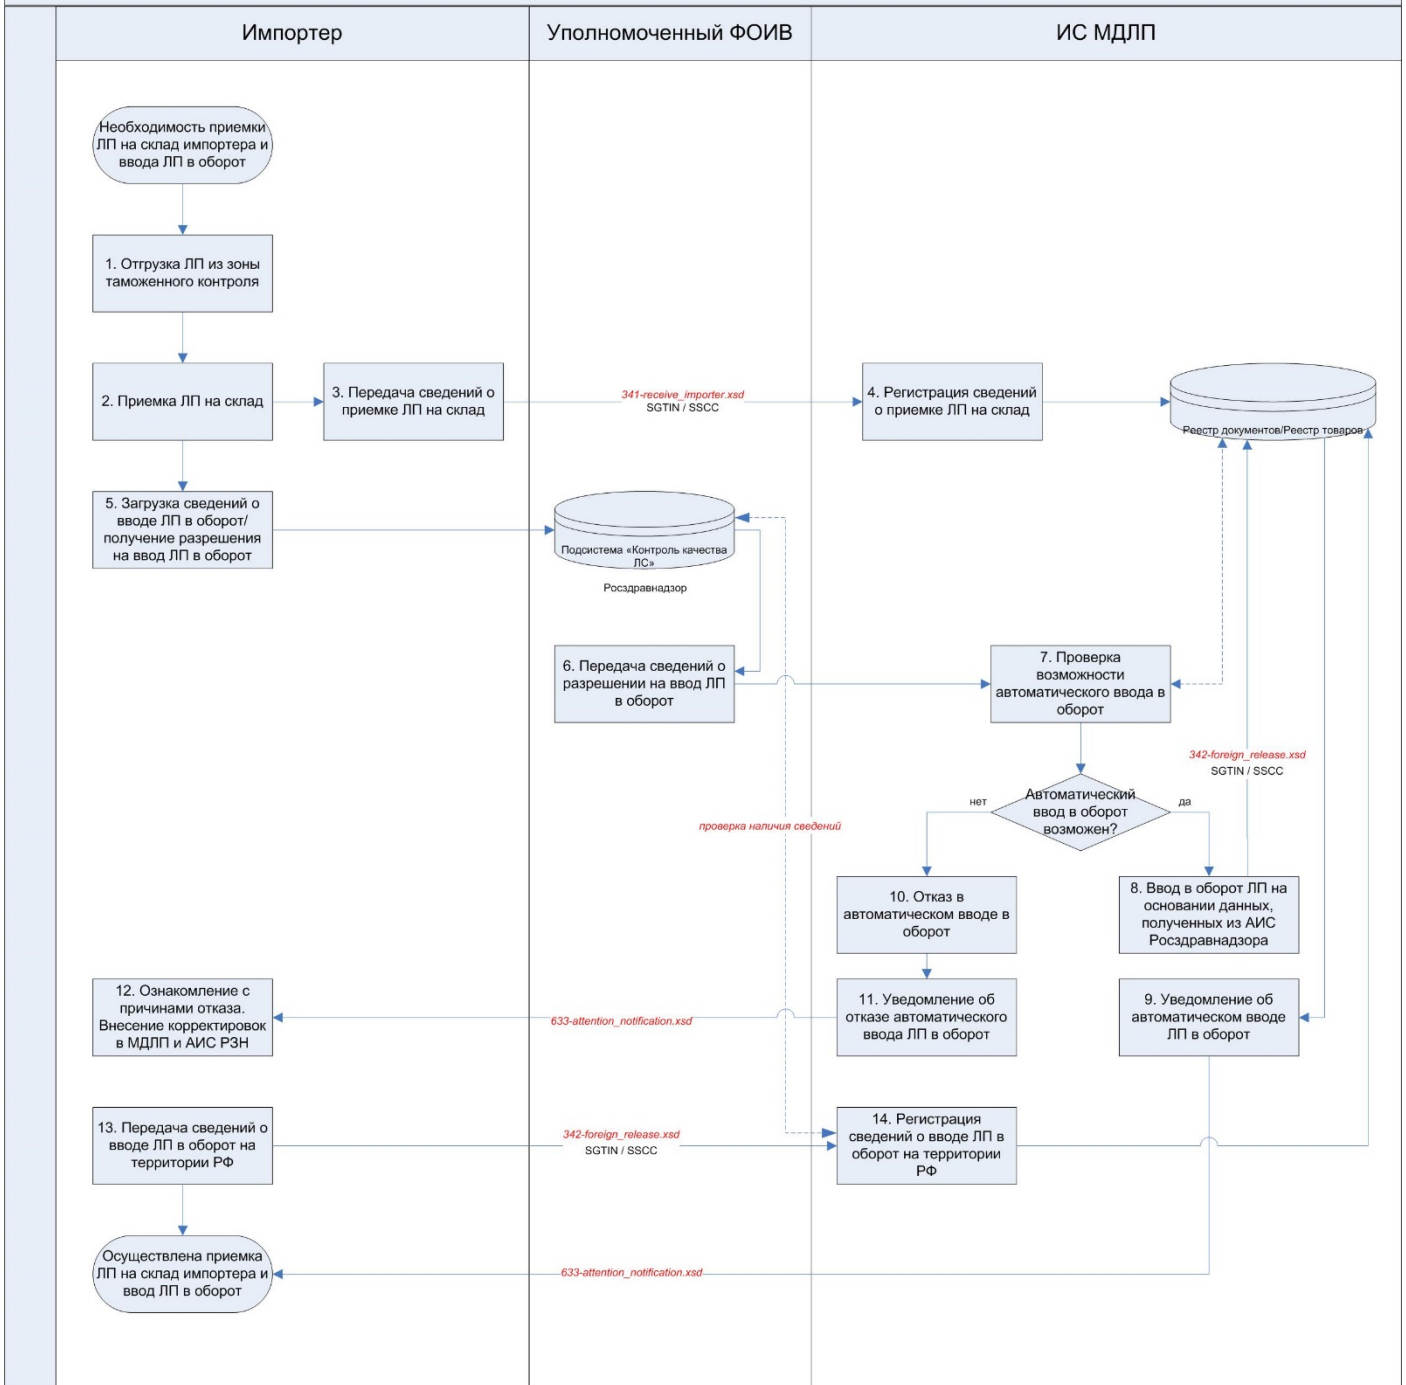 Импортер
Уполномоченный ФОИВ
ИС МДЛП
Необходимость приемки
ЛП на склад импортера и
ввода ЛП в оборот
1. Отгрузка ЛП из зоны
таможенного контроля
2. Приемка ЛП на склад
3. Передача сведений о
приемке ЛП на склад
341-receive_importer.xsd
SGTIN / SSCC
4. Регистрация сведений
о приемке ЛП на склад
Реестр документы/Реестр товаров
5. Загрузка сведений о
вводе ЛП в оборот/
получение разрешения
на ввод ЛП в оборот
Подсистема «Контроль качества
ЛС»
Росздравнадзор
6. Передача сведений о
разрешении на ввод ЛП
в оборот
7. Проверка
возможности
автоматического ввода в
оборот
342-foreign_release.xsd
SGTIN / SSCC
Автоматический
ввод в оборот
возможен?
нет
да
проверка наличия сведений
10. Отказ в
автоматическом вводе в
оборот
8. Ввод в оборот ЛП на
основании данных,
полученных из АИС
Росздравнадзора
12. Ознакомление с
причинами отказа.
Внесение корректировок
в МДЛП и АИС РЗН
633-attention_notification.xsd
11. Уведомление об
отказе автоматического
ввода ЛП в оборот
9. Уведомление об
автоматическом вводе
ЛП в оборот
13. Передача сведений о
вводе ЛП в оборот на
территории РФ
342-foreign_release.xsd
SGTIN / SSCC
14. Регистрация
сведений о вводе ЛП в
оборот на территории
РФ
Осуществлена приемка
ЛП на склад импортера и
ввод ЛП в оборот
633-attention_notification.xsd